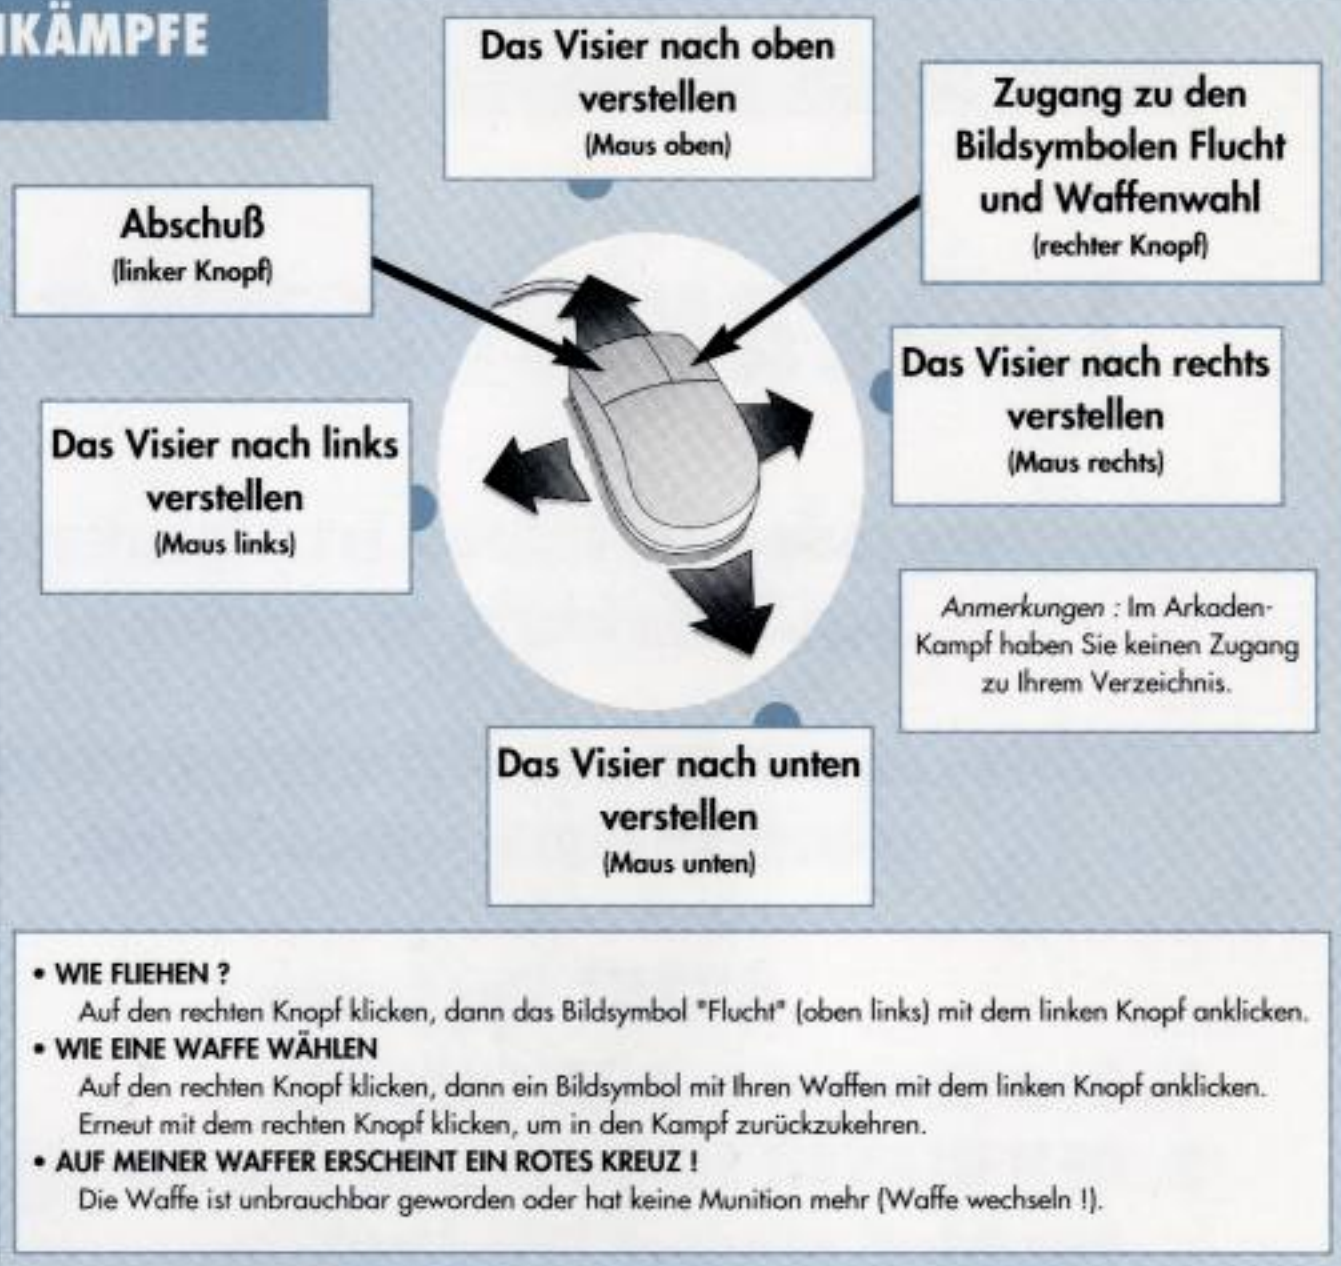 KÄMPFE
Das Visier nach oben
verstellen
(Maus oben)
Zugang zu den
Bildsymbolen Flucht
und Waffenwahl
(rechter Knopf)
Abschuß
(linker Knopf)
Das Visier nach rechts
verstellen
(Maus rechts)
Das Visier nach links
verstellen
(Maus links)
Anmerkungen : Im Arkaden-
Kampf haben Sie keinen Zugang
zu Ihrem Verzeichnis.
Das Visier nach unten
verstellen
(Maus unten)
• WIE FLIEHEN ?
Auf den rechten Knopf klicken, dann das Bildsymbol "Flucht" (oben links) mit dem linken Knopf anklicken.
• WIE EINE WAFFE WÄHLEN
Auf den rechten Knopf klicken, dann ein Bildsymbol mit Ihren Waffen mit dem linken Knopf anklicken.
Erneut mit dem rechten Knopf klicken, um in den Kampf zurückzukehren.
• AUF MEINER WAFFER ERSCHEINT EIN ROTES KREUZ !
Die Waffe ist unbrauchbar geworden oder hat keine Munition mehr (Waffe wechseln !).